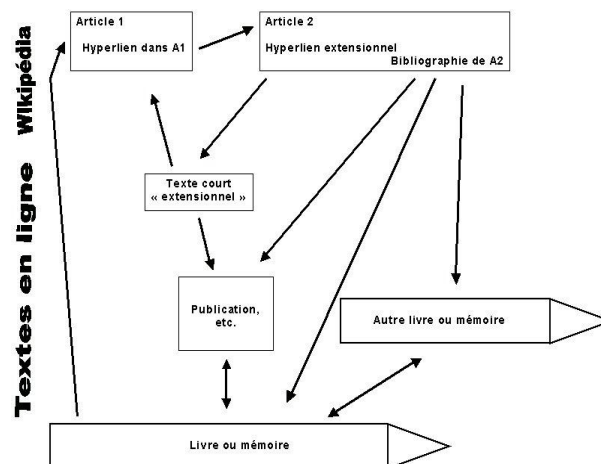 Article 1
Hyperlien dans A1
Article 2
Hyperlien extensionnel
Bibliographie de A2
Textes en ligne WIkipédia
Texte court
« extensionnel »
Publication,
etc.
Autre livre ou mémoire
Livre ou mémoire